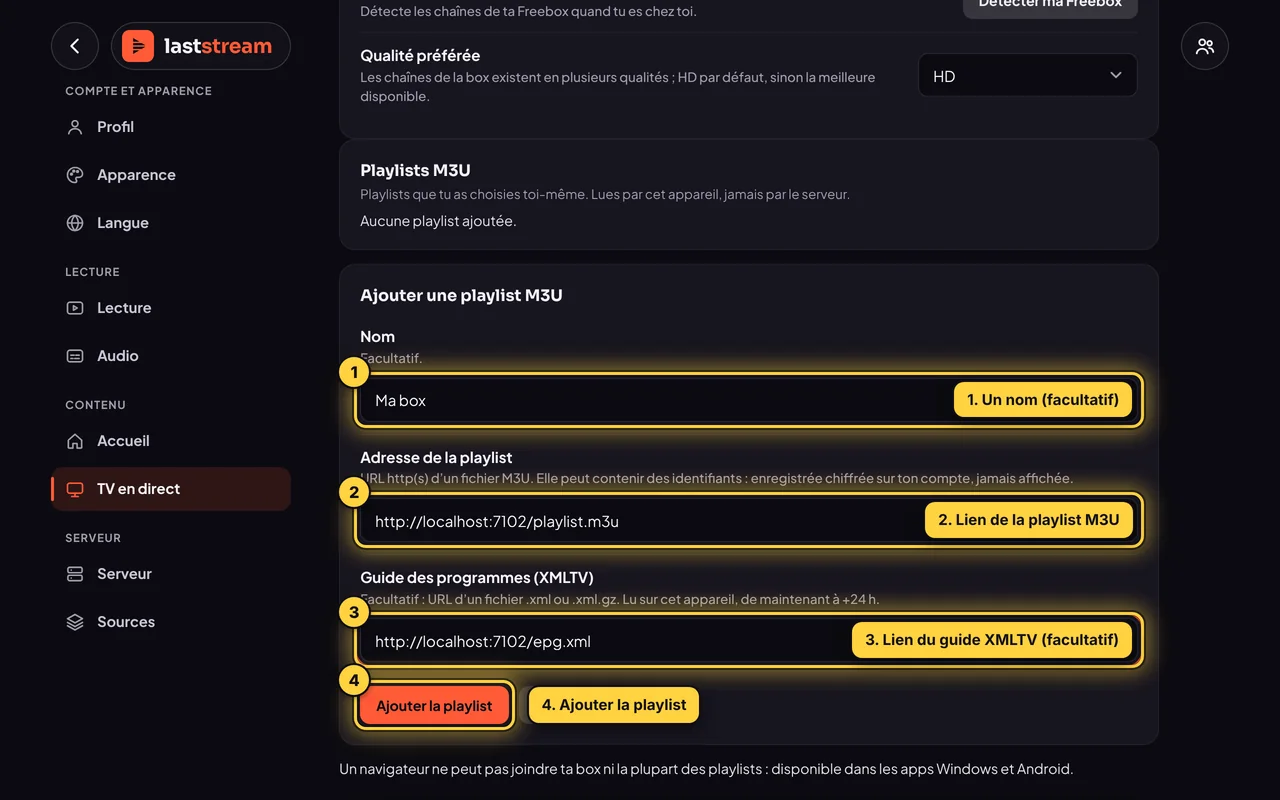 Détecte les chaînes de ta Freebox quand tu es chez toi.
Détecter ma Freebox
laststream
Qualité préférée
Les chaînes de la box existent en plusieurs qualités ; HD par défaut, sinon la meilleure
disponible.
HD
COMPTE ET APPARENCE
Profil
Apparence
Langue
LECTURE
Lecture
Audio
CONTENU
Accueil
TV en direct
SERVEUR
Serveur
Sources
Playlists M3U
Playlists que tu as choisies toi-même. Lues par cet appareil, jamais par le serveur.
Aucune playlist ajoutée.
Ajouter une playlist M3U
Nom
Facultatif.
1
Ma box
1. Un nom (facultatif)
Adresse de la playlist
URL http(s) d'un fichier M3U. Elle peut contenir des identifiants : enregistrée chiffrée sur ton compte, jamais affichée.
2
http://localhost:7102/playlist.m3u
2. Lien de la playlist M3U
Guide des programmes (XMLTV)
Facultatif : URL d'un fichier .xml ou .xml.gz. Lu sur cet appareil, de maintenant à +24 h.
3
http://localhost:7102/epg.xml
3. Lien du guide XMLTV (facultatif)
4
Ajouter la playlist
4. Ajouter la playlist
Un navigateur ne peut pas joindre ta box ni la plupart des playlists : disponible dans les apps Windows et Android.